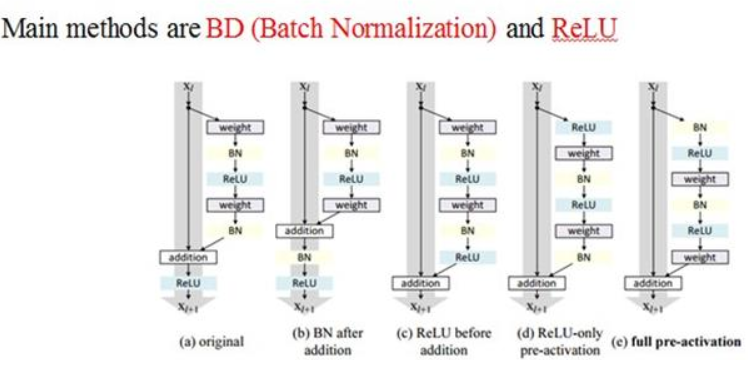 Main methods are BD (Batch Normalization) and ReLU
xl
weight
BN
ReLU
weight
BN
addition
ReLU
xl+1
(a) original
xl
weight
BN
ReLU
weight
addition
BN
ReLU
xl+1
(b) BN after
addition
xl
weight
BN
ReLU
weight
BN
ReLU
addition
xl+1
(c) ReLU before
addition
xl
ReLU
weight
BN
ReLU
weight
BN
addition
xl+1
(d) ReLU-only
pre-activation
xl
BN
ReLU
weight
BN
ReLU
weight
addition
xl+1
(e) full pre-activation